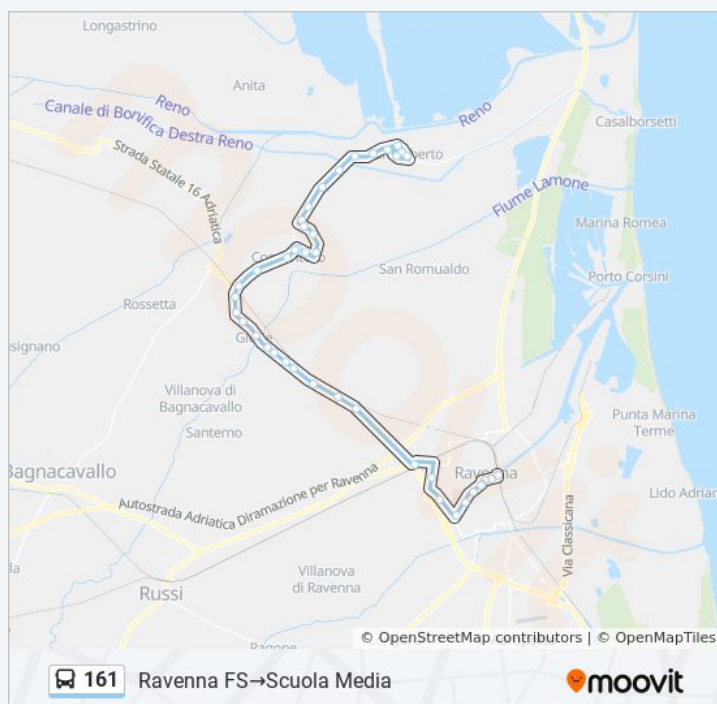 Longastrino
Anita
Reno
Canale di Bonifica Destra Reno
Reno
Casalborsetti
Strada Statale 16 Adriatica
Fiume Lamone
Marina Romea
San Romualdo
Porto Corsini
Rossetta
Villanova di
Bagnacavallo
Santerno
Punta Marina
Terme
Bagnacavallo
Ravenna
Lido Adrian
Autostrada Adriatica Diramazione per Ravenna
Via Classicana
Villanova
di Ravenna
Russi
© OpenStreetMap contributors | © OpenMapTiles
161 Ravenna FS→Scuola Media
moovit